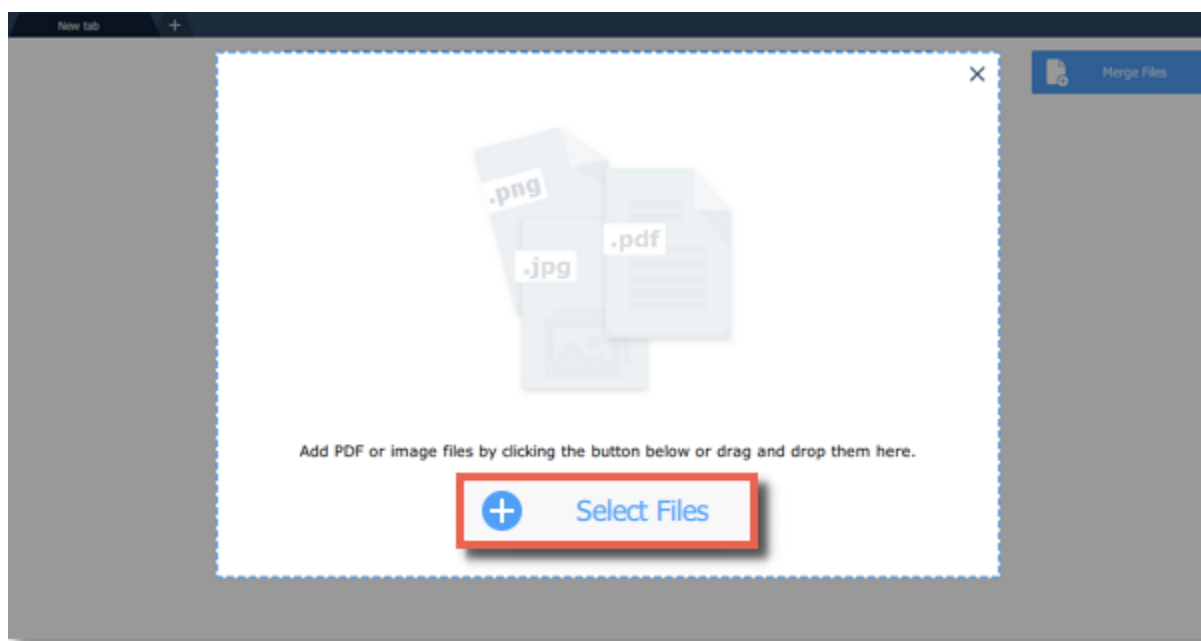 New tab
+
Merge Files
.png
.pdf
.jpg
Add PDF or image files by clicking the button below or drag and drop them here.
Select Files